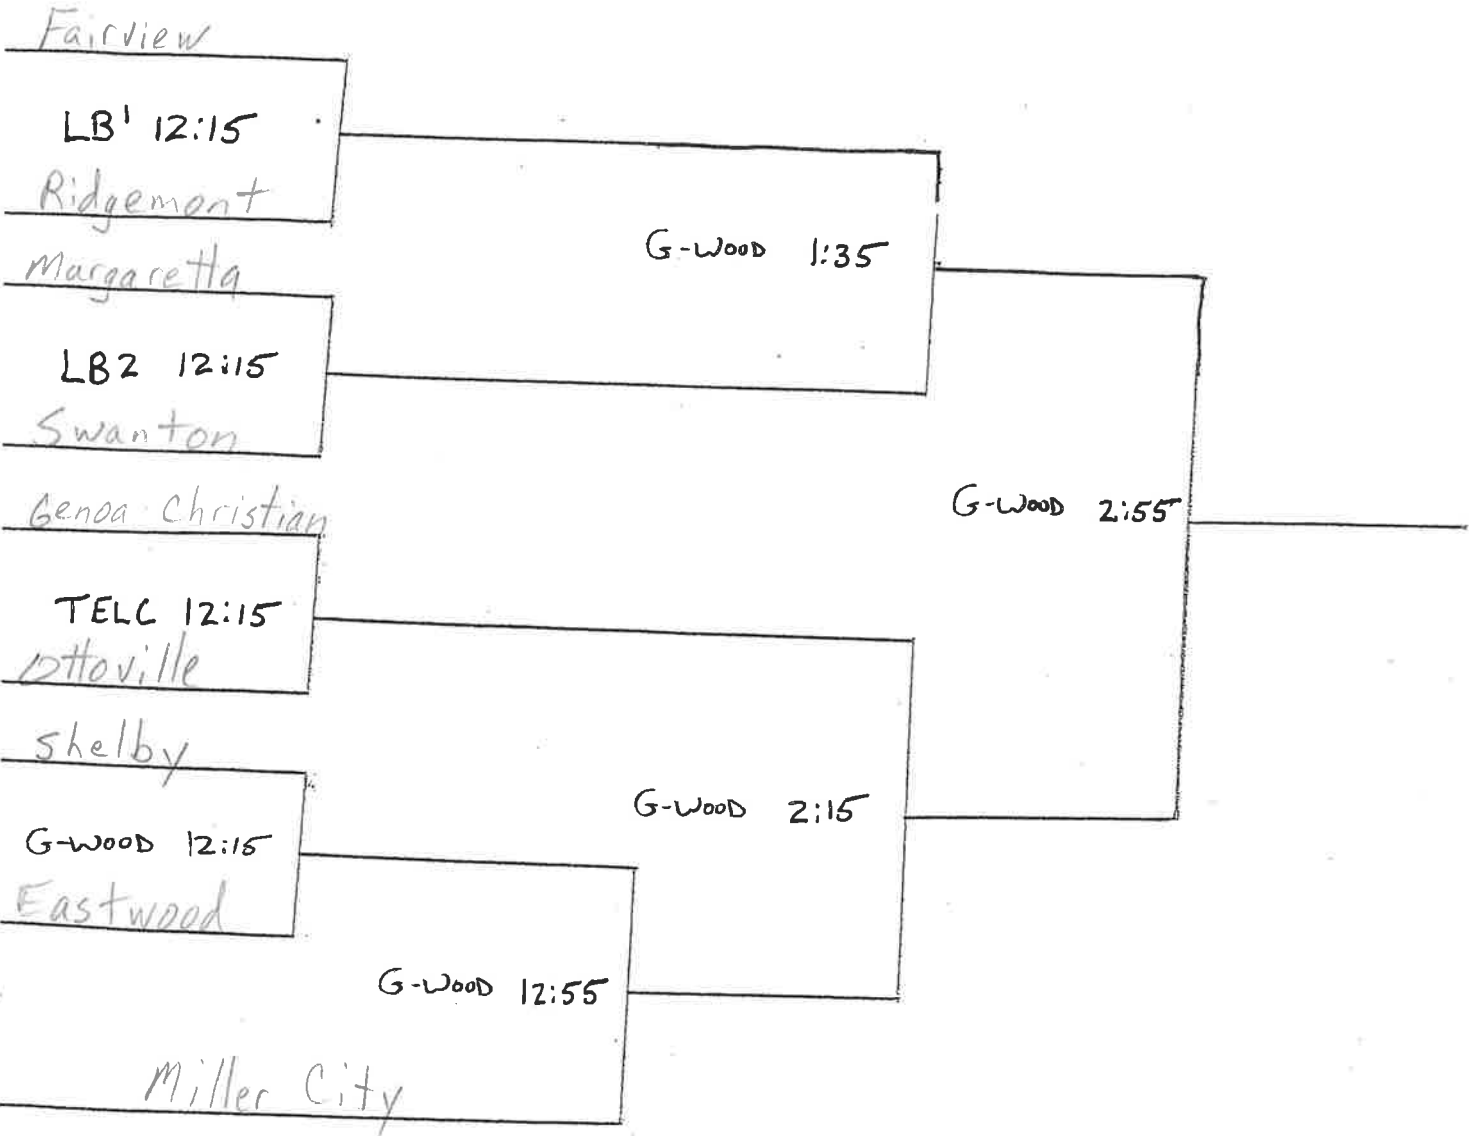 Fairview
LB1 12:15
Ridgemont
Margaretta
G-WOOD 1:35
LB2 12:15
Swanton
Genoa Christian
G-WOOD 2:55
TELC 12:15
Ottoville
Shelby
G-WOOD 2:15
G-WOOD 12:15
Eastwood
G-WOOD 12:55
Miller City